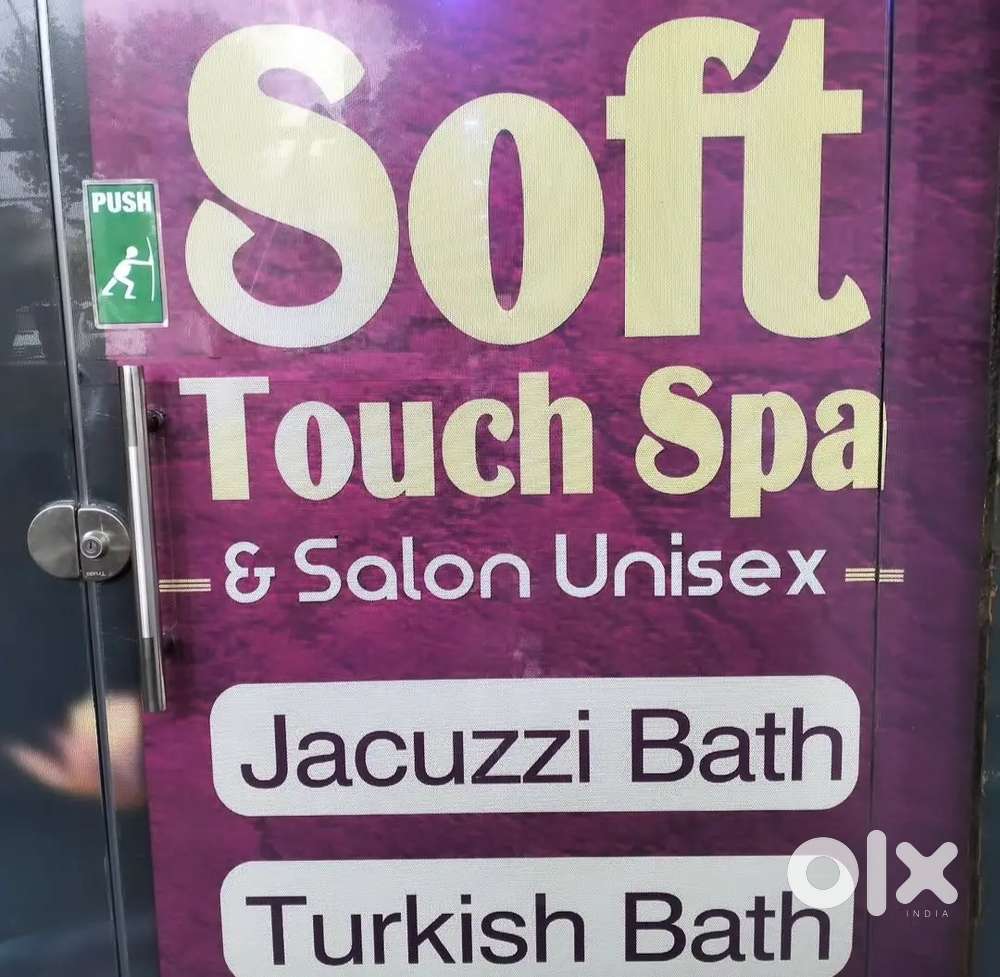 Soft
PUSH
Touch Spa
& Salon Unisex
Jacuzzi Bath
Turkish Bath
olx
INDIA